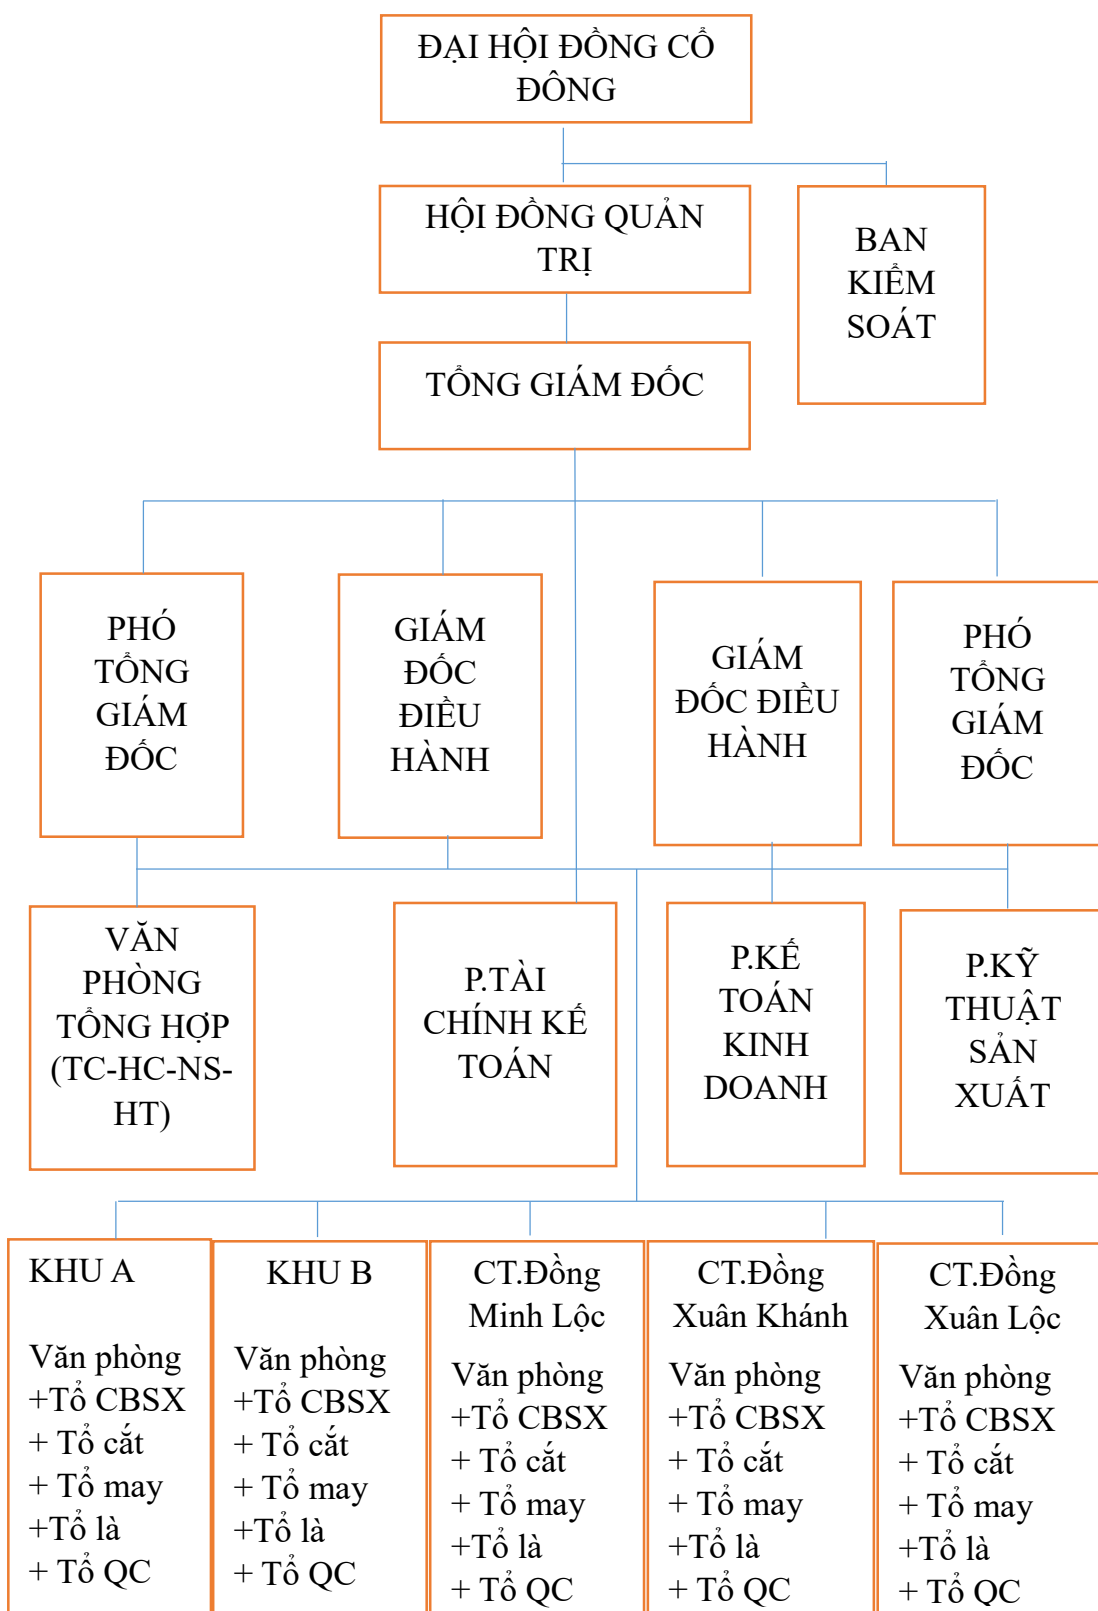 ĐẠI HỘI ĐỒNG CỔ
ĐÔNG
HỘI ĐỒNG QUẢN
TRỊ
BAN
KIỂM
SOÁT
TỔNG GIÁM ĐỐC
PHÓ
TỔNG
GIÁM
ĐỐC
GIÁM
ĐỐC
ĐIỀU
HÀNH
GIÁM
ĐỐC ĐIỀU
HÀNH
PHÓ
TỔNG
GIÁM
ĐỐC
VĂN
PHÒNG
TỔNG HỢP
(TC-HC-NS-
HT)
P.TÀI
CHÍNH KẾ
TOÁN
P.KẾ
TOÁN
KINH
DOANH
P.KỸ
THUẬT
SẢN
XUẤT
KHU A
Văn phòng
+Tổ CBSX
+ Tổ cắt
+ Tổ may
+Tổ là
+ Tổ QC
KHU B
Văn phòng
+Tổ CBSX
+ Tổ cắt
+ Tổ may
+Tổ là
+ Tổ QC
CT.Đồng
Minh Lộc
Văn phòng
+Tổ CBSX
+ Tổ cắt
+ Tổ may
+Tổ là
+ Tổ QC
CT.Đồng
Xuân Khánh
Văn phòng
+Tổ CBSX
+ Tổ cắt
+ Tổ may
+Tổ là
+ Tổ QC
CT.Đồng
Xuân Lộc
Văn phòng
+Tổ CBSX
+ Tổ cắt
+ Tổ may
+Tổ là
+ Tổ QC